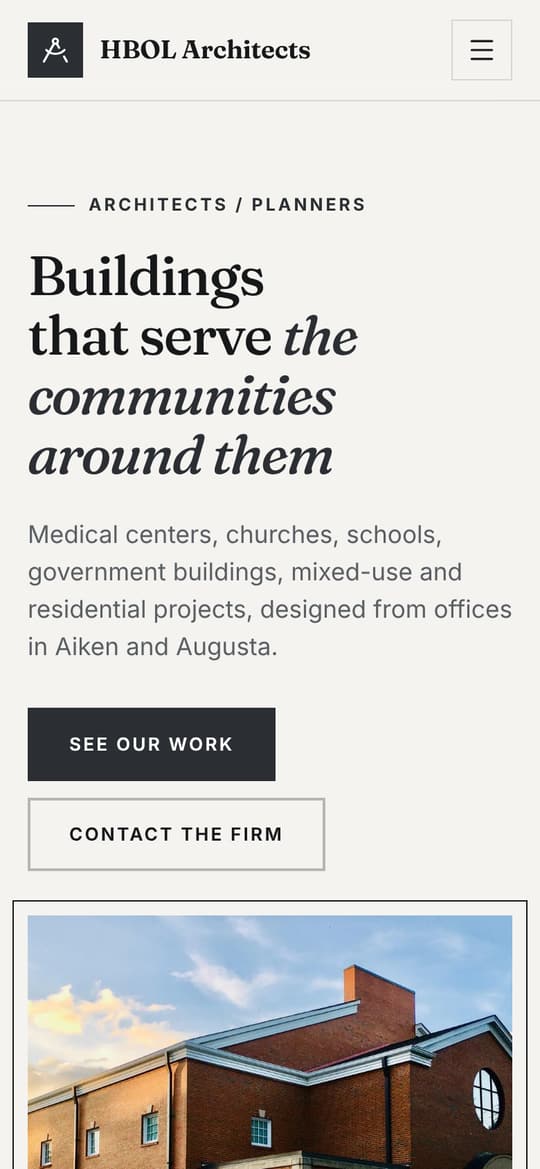 HBOL Architects
ARCHITECTS / PLANNERS
Buildings
that serve the
communities
around them
Medical centers, churches, schools,
government buildings, mixed-use and
residential projects, designed from offices
in Aiken and Augusta.
SEE OUR WORK
CONTACT THE FIRM